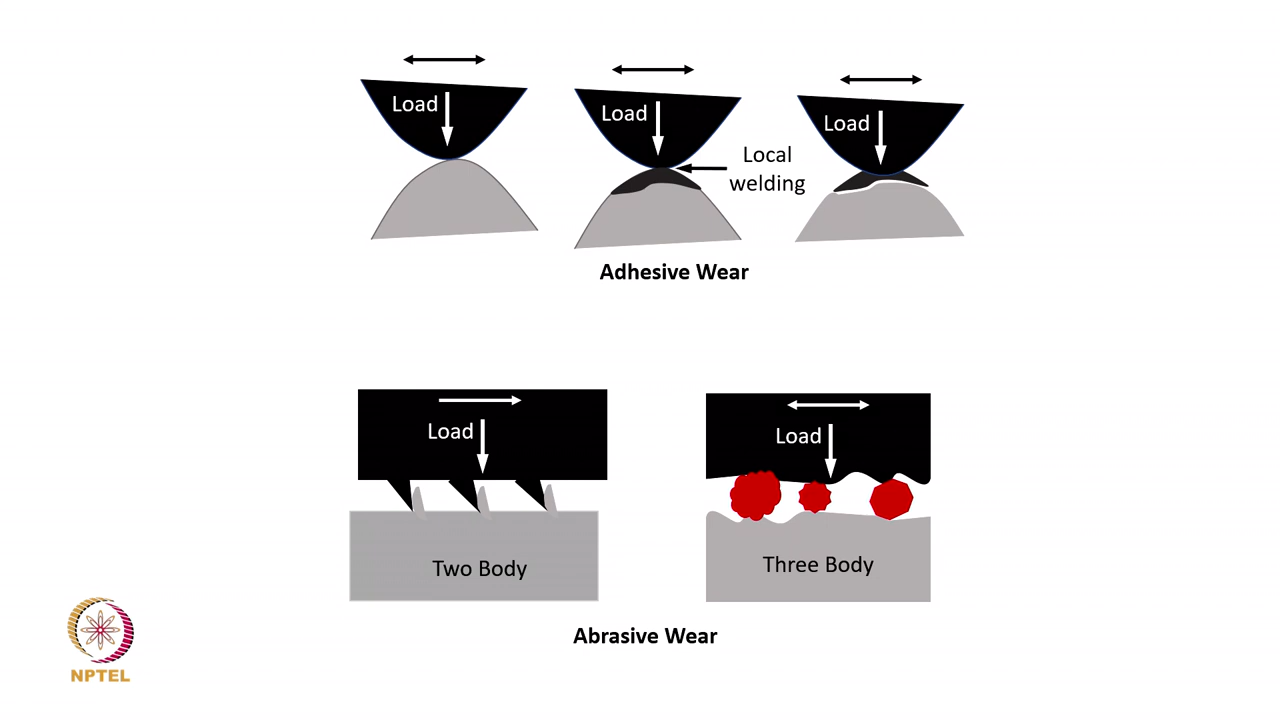 Load
Load
Load
Local
welding
Adhesive Wear
Load
Load
Two Body
Three Body
Abrasive Wear
NPTEL